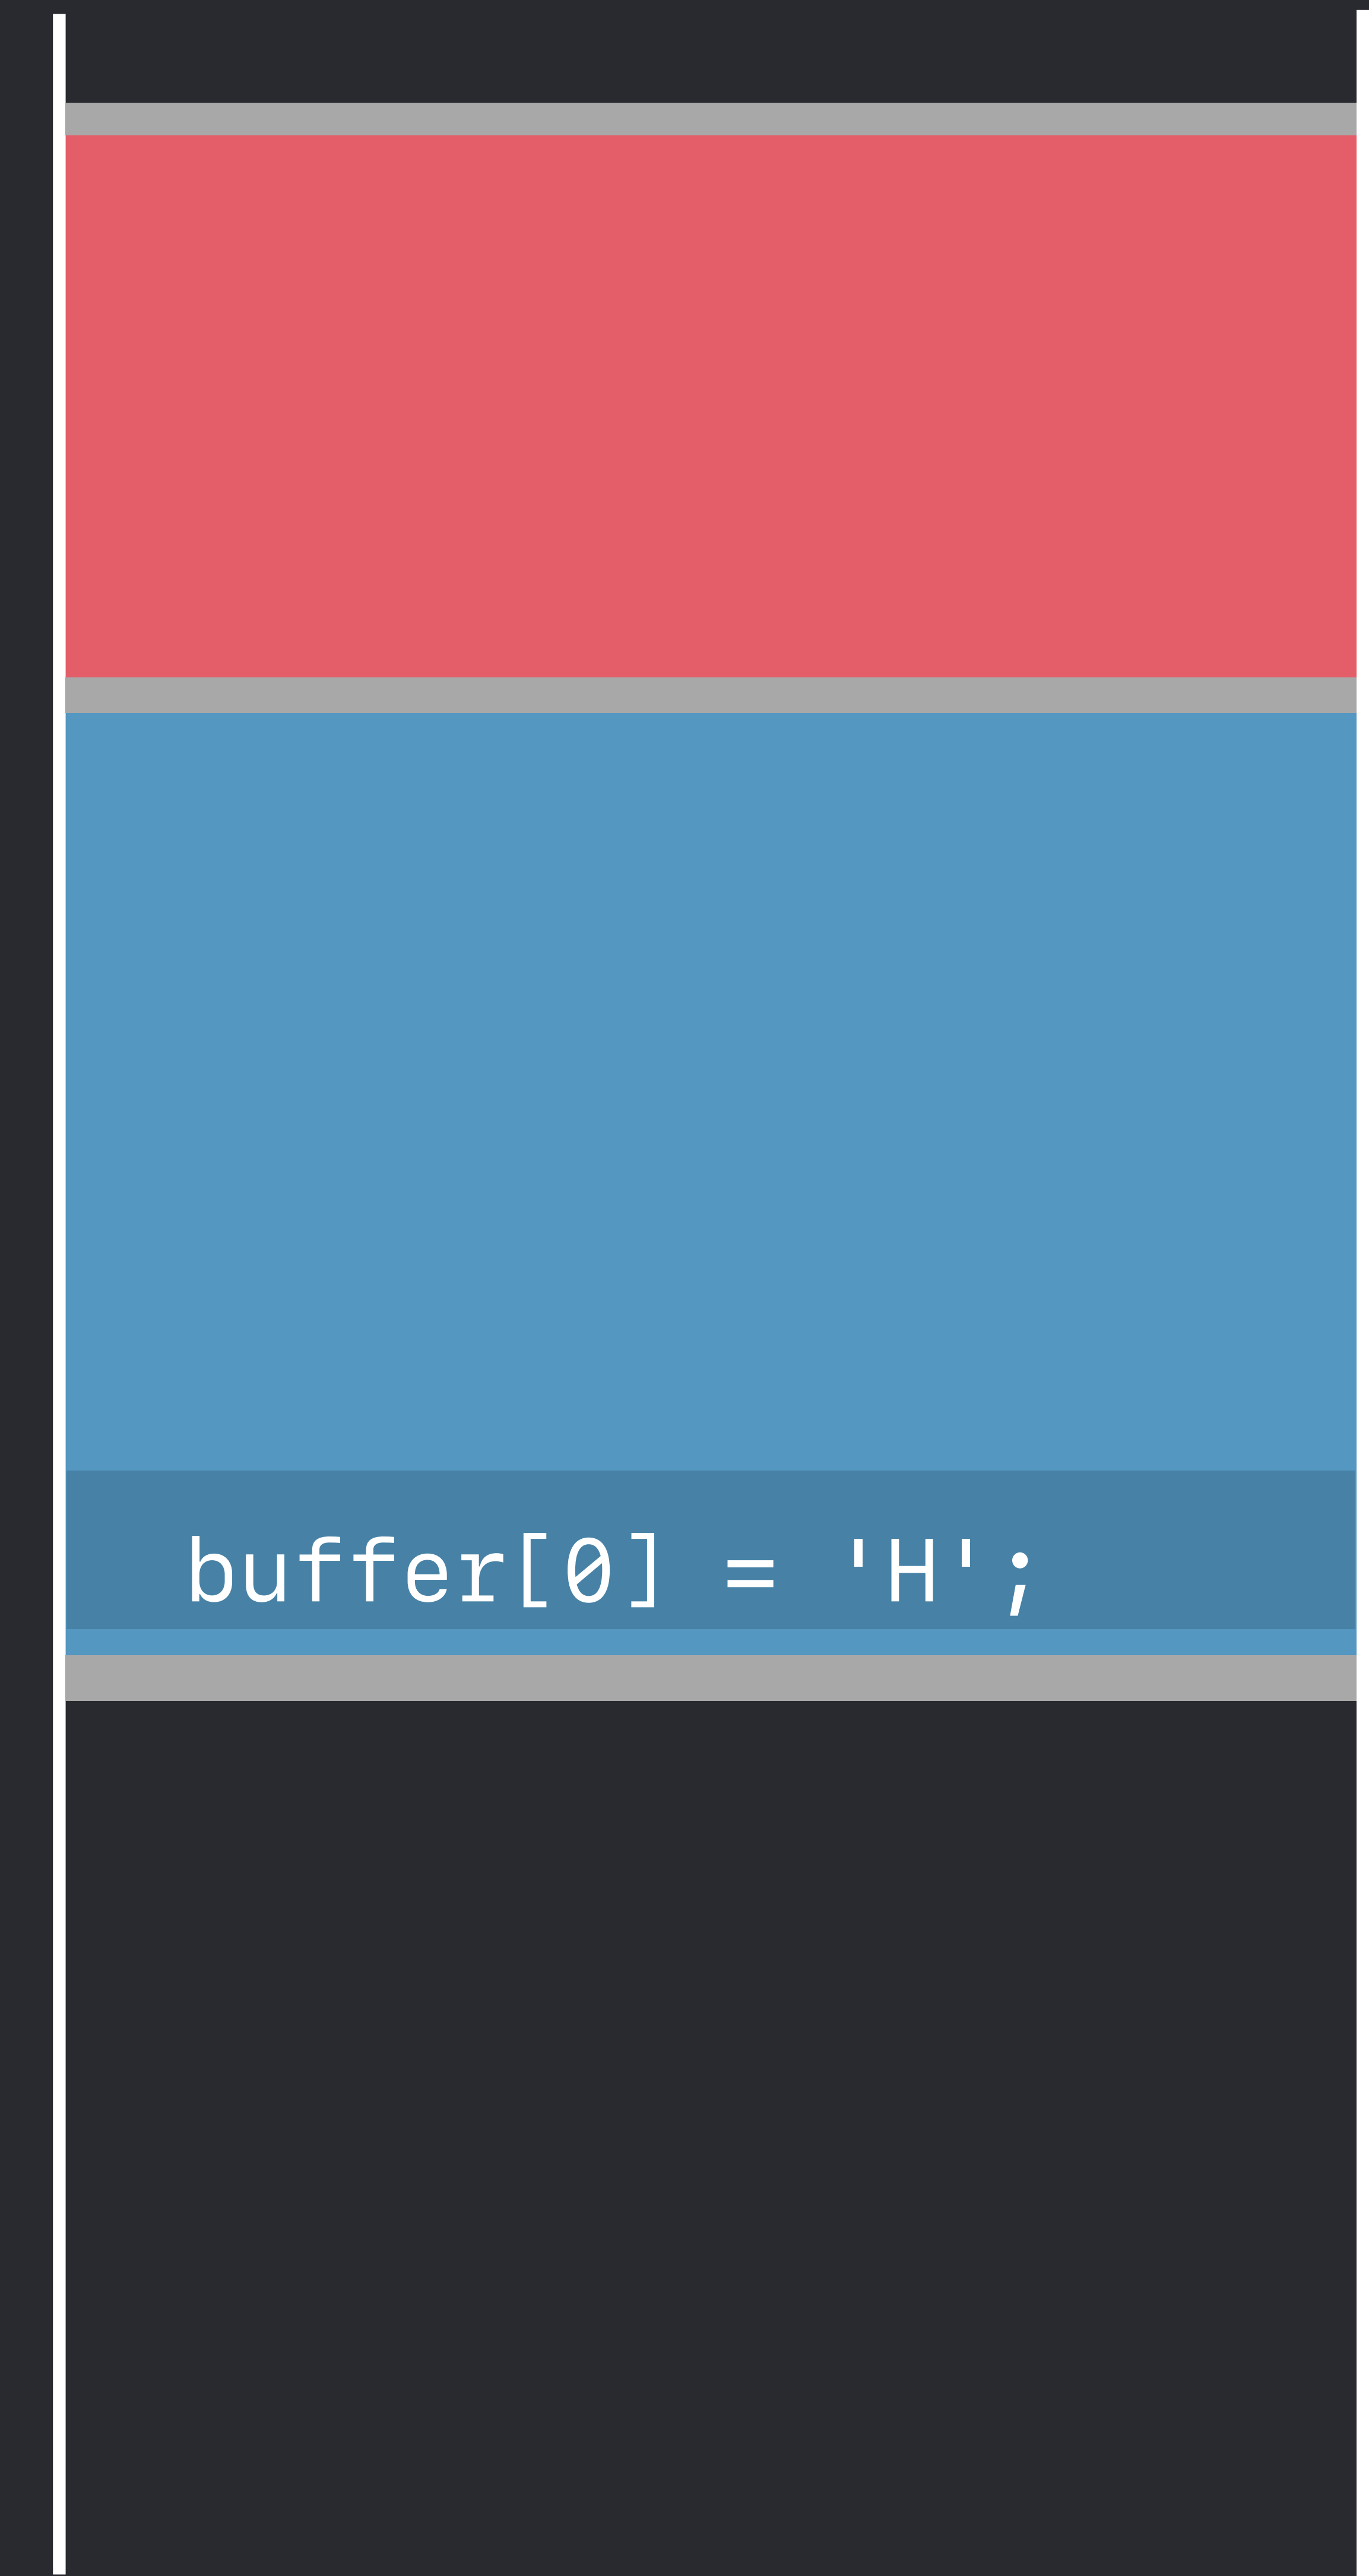 buffer[0] = 'H';